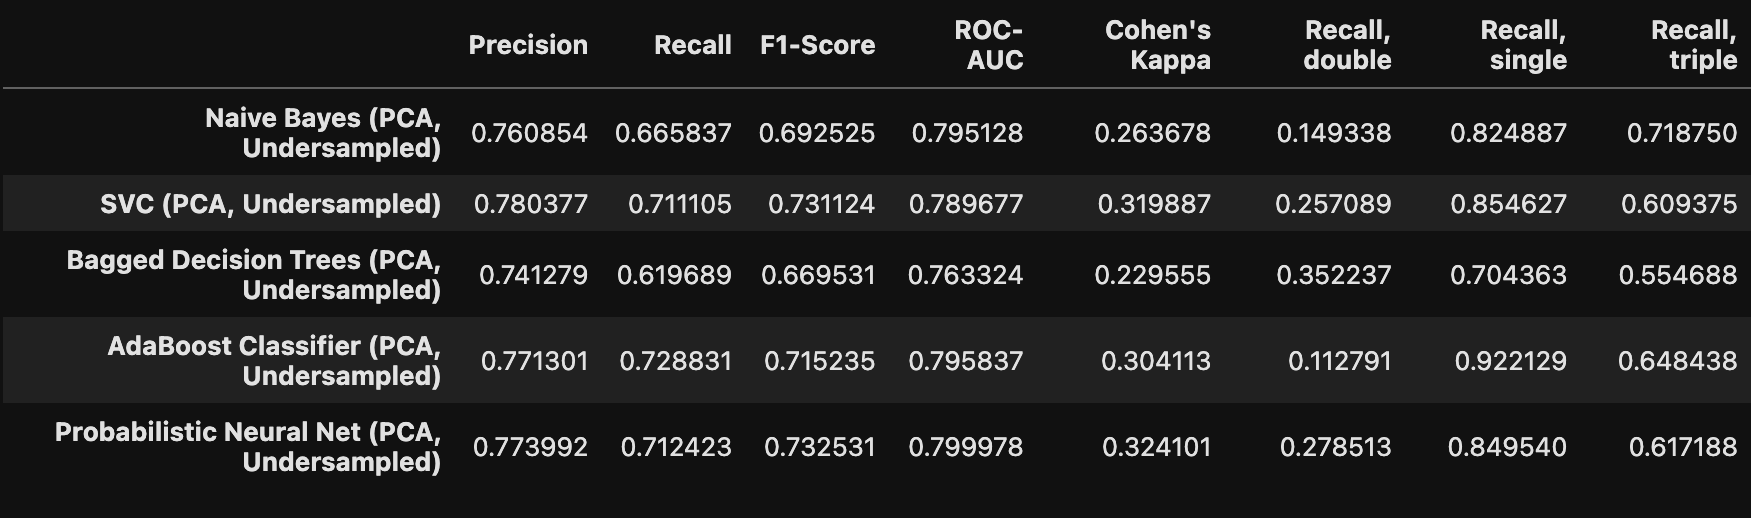 Precision Recall F1-Score ROC-AUC Cohen's Kappa Recall, double Recall, single Recall, triple
Naive Bayes (PCA, Undersampled) 0.760854 0.665837 0.692525 0.795128 0.263678 0.149338 0.824887 0.718750
SVC (PCA, Undersampled) 0.780377 0.711105 0.731124 0.789677 0.319887 0.257089 0.854627 0.609375
Bagged Decision Trees (PCA, Undersampled) 0.741279 0.619689 0.669531 0.763324 0.229555 0.352237 0.704363 0.554688
AdaBoost Classifier (PCA, Undersampled) 0.771301 0.728831 0.715235 0.795837 0.304113 0.112791 0.922129 0.648438
Probabilistic Neural Net (PCA, Undersampled) 0.773992 0.712423 0.732531 0.799978 0.324101 0.278513 0.849540 0.617188